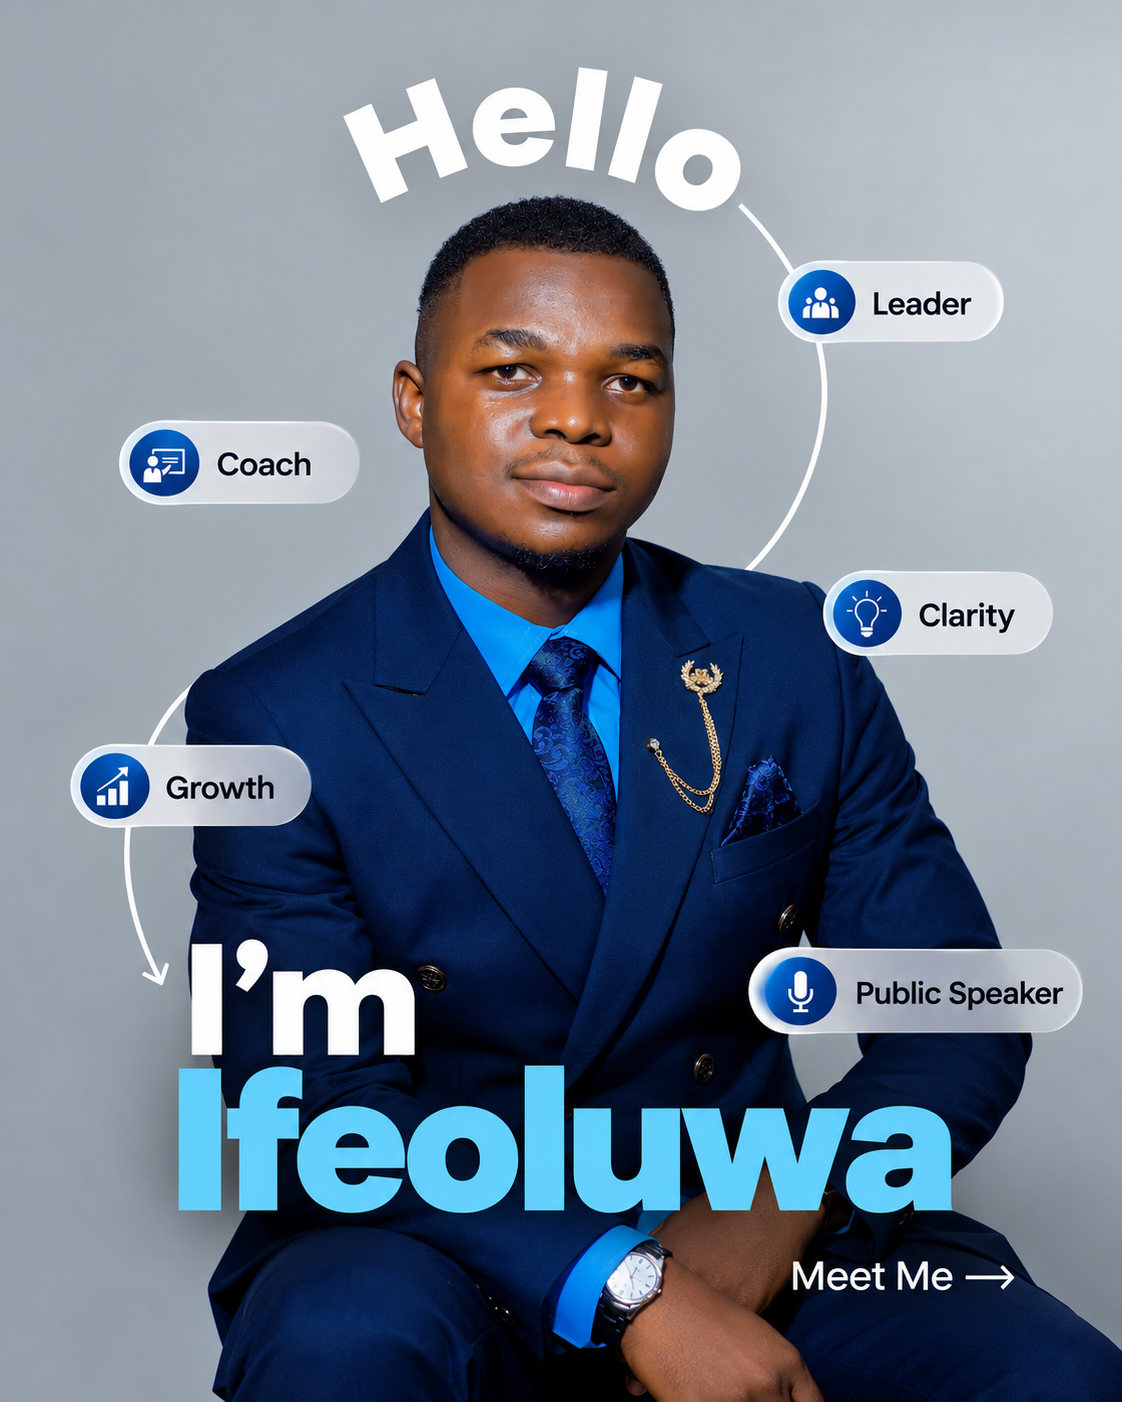 Hello
Leader
Coach
Clarity
Growth
I'm
Public Speaker
Ifeoluwa
Meet Me →